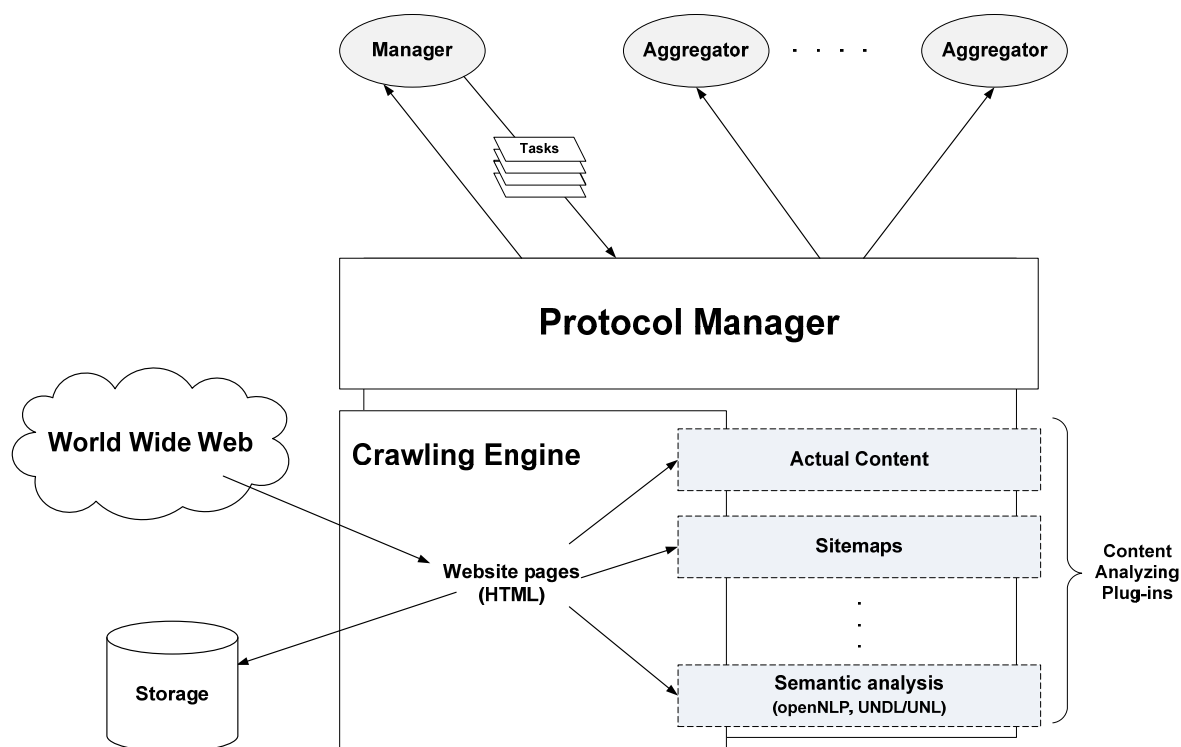 Manager
Aggregator
Aggregator
Tasks
Protocol Manager
World Wide Web
Crawling Engine
Actual Content
Sitemaps
Content
Analyzing
Plug-ins
Website pages
(HTML)
Storage
Semantic analysis
(openNLP, UNDL/UNL)